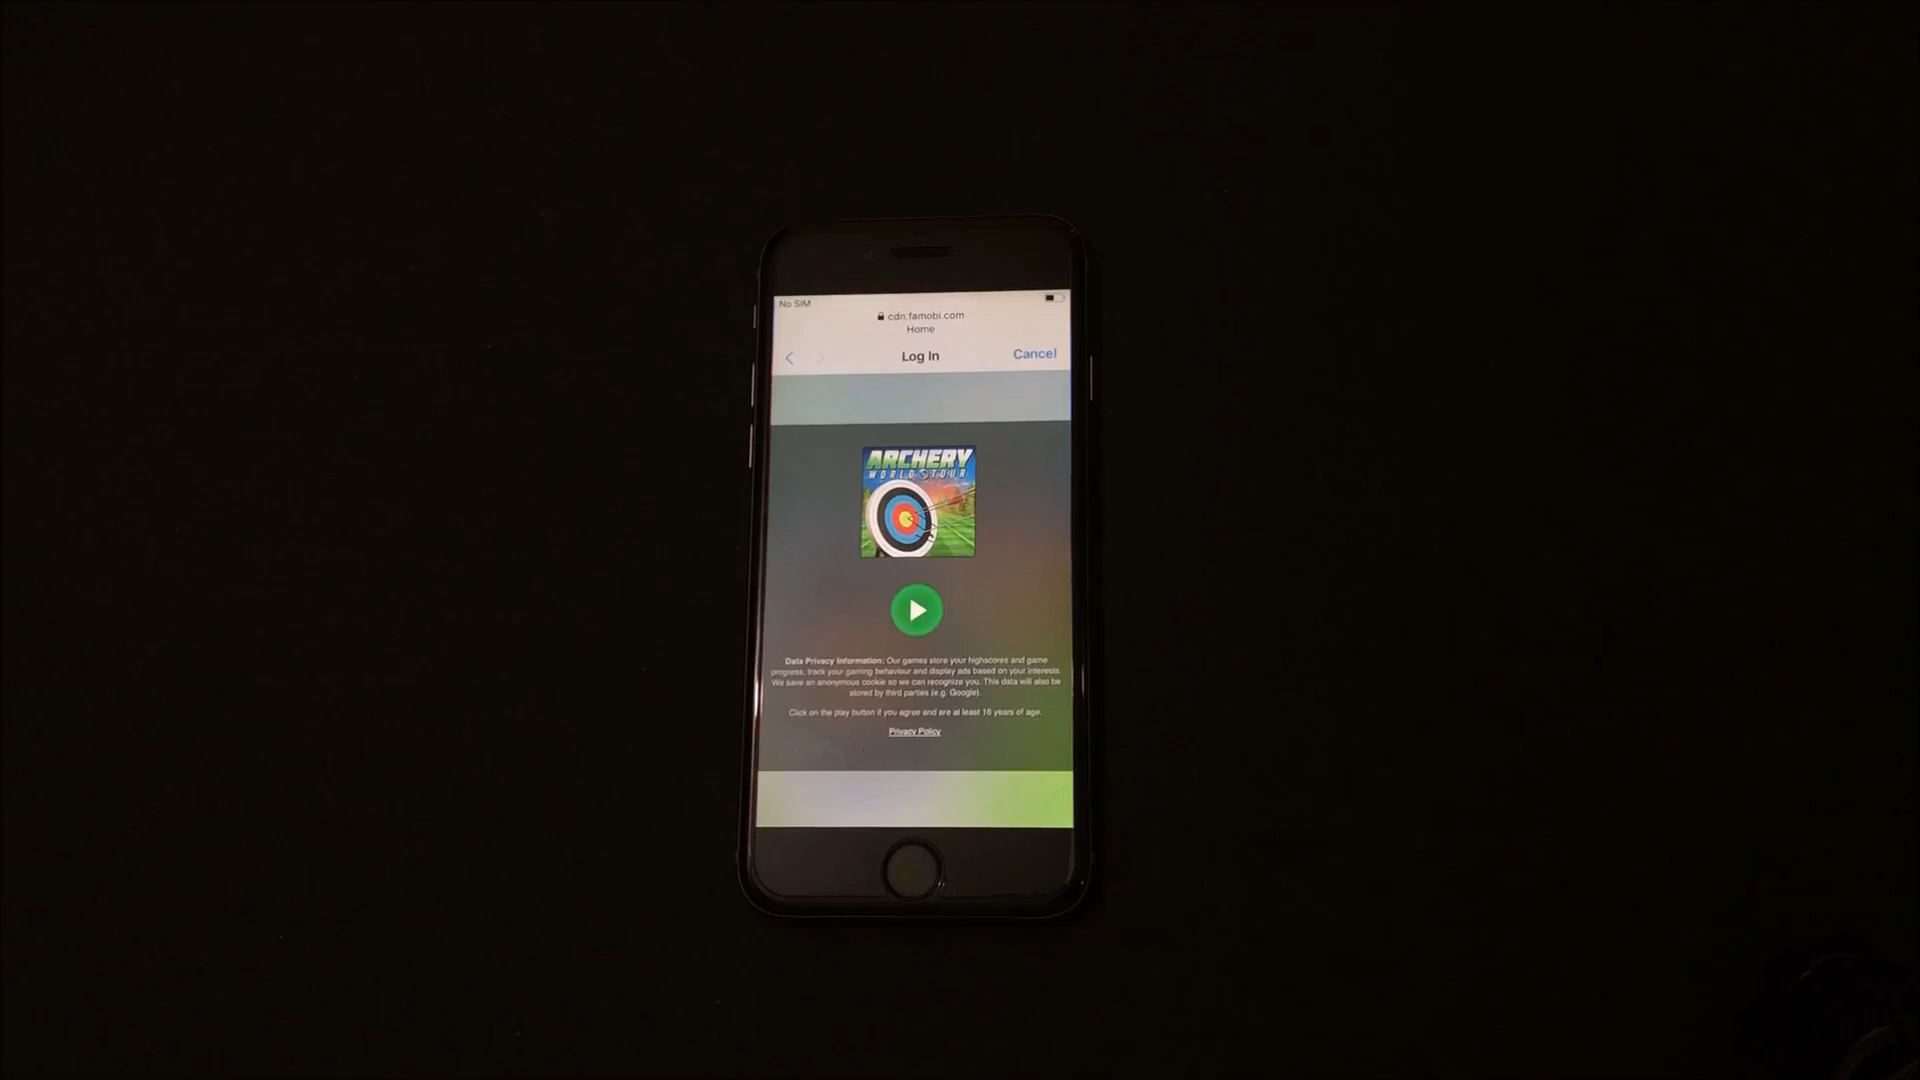 No SIM
cdn.famobi.com
Home
Log In
Cancel
ARCHERY
WORLD TOUR
Data Privacy Information: Our games store your highscores and game
progress, track your gaming behaviour and display ads based on your interests.
We save an anonymous cookie so we can recognize you. This data will also be
stored by third parties (e.g. Google).
Click on the play button if you agree and are at least 16 years of age.
Privacy Policy